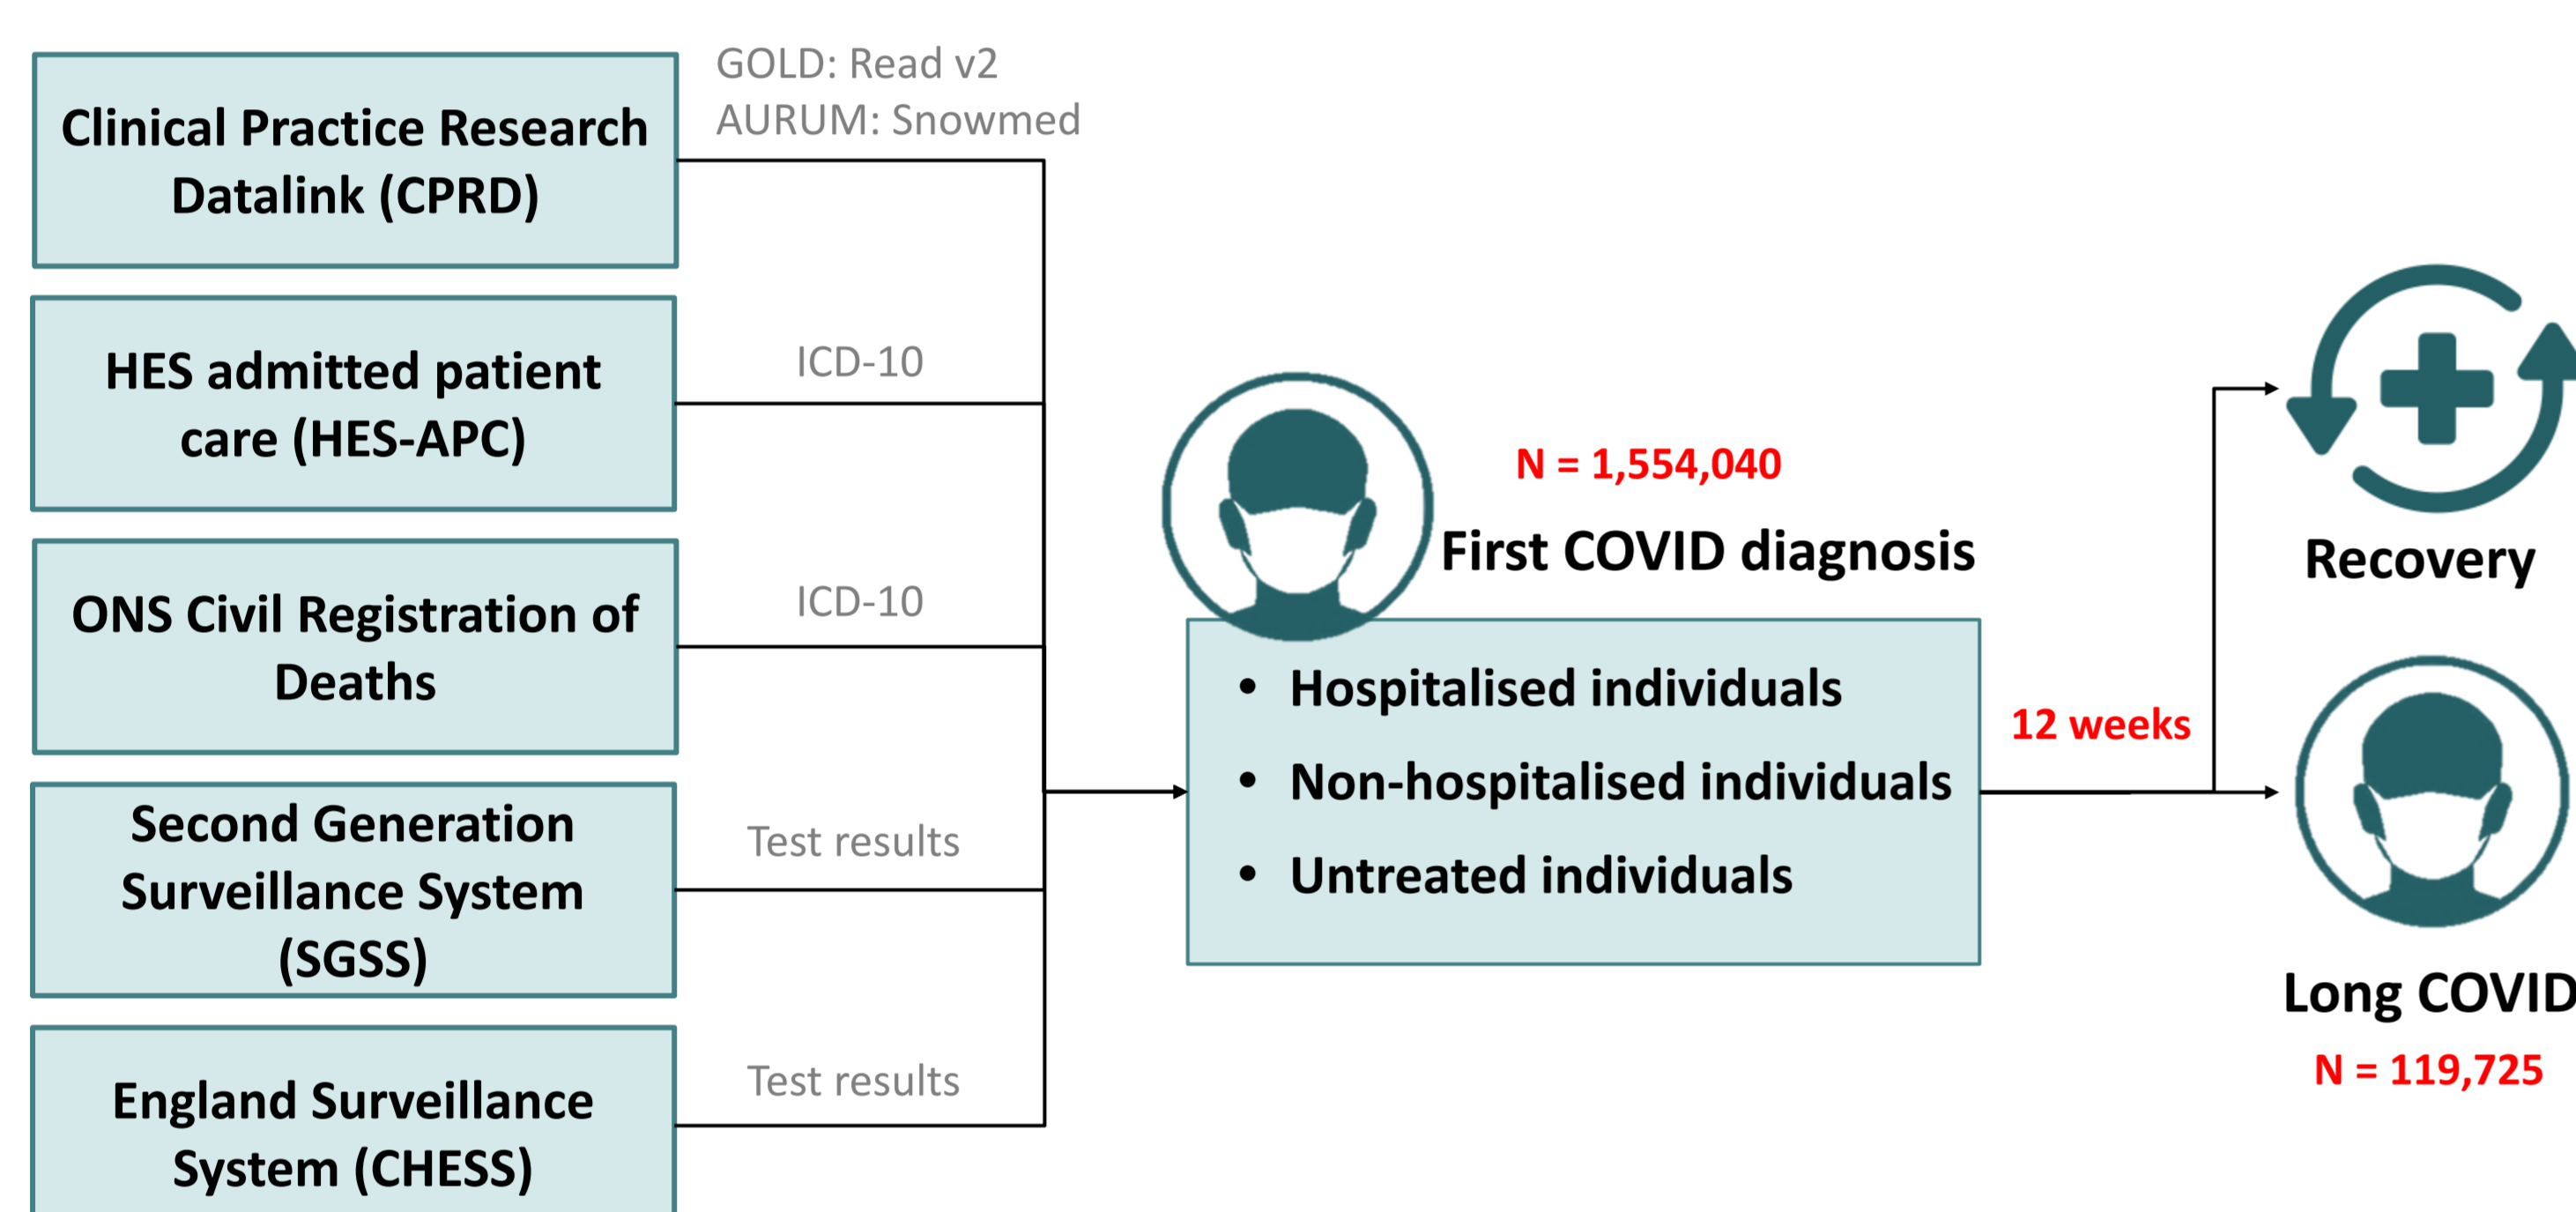 GOLD: Read v2
AURUM: Snowmed
Clinical Practice Research
Datalink (CPRD)
ICD-10
HES admitted patient
care (HES-APC)
ICD-10
ONS Civil Registration of
Deaths
Test results
Second Generation
Surveillance System
(SGSS)
Test results
England Surveillance
System (CHESS)
N = 1,554,040
First COVID diagnosis
• Hospitalised individuals
• Non-hospitalised individuals
• Untreated individuals
12 weeks
Recovery
Long COVID
N = 119,725